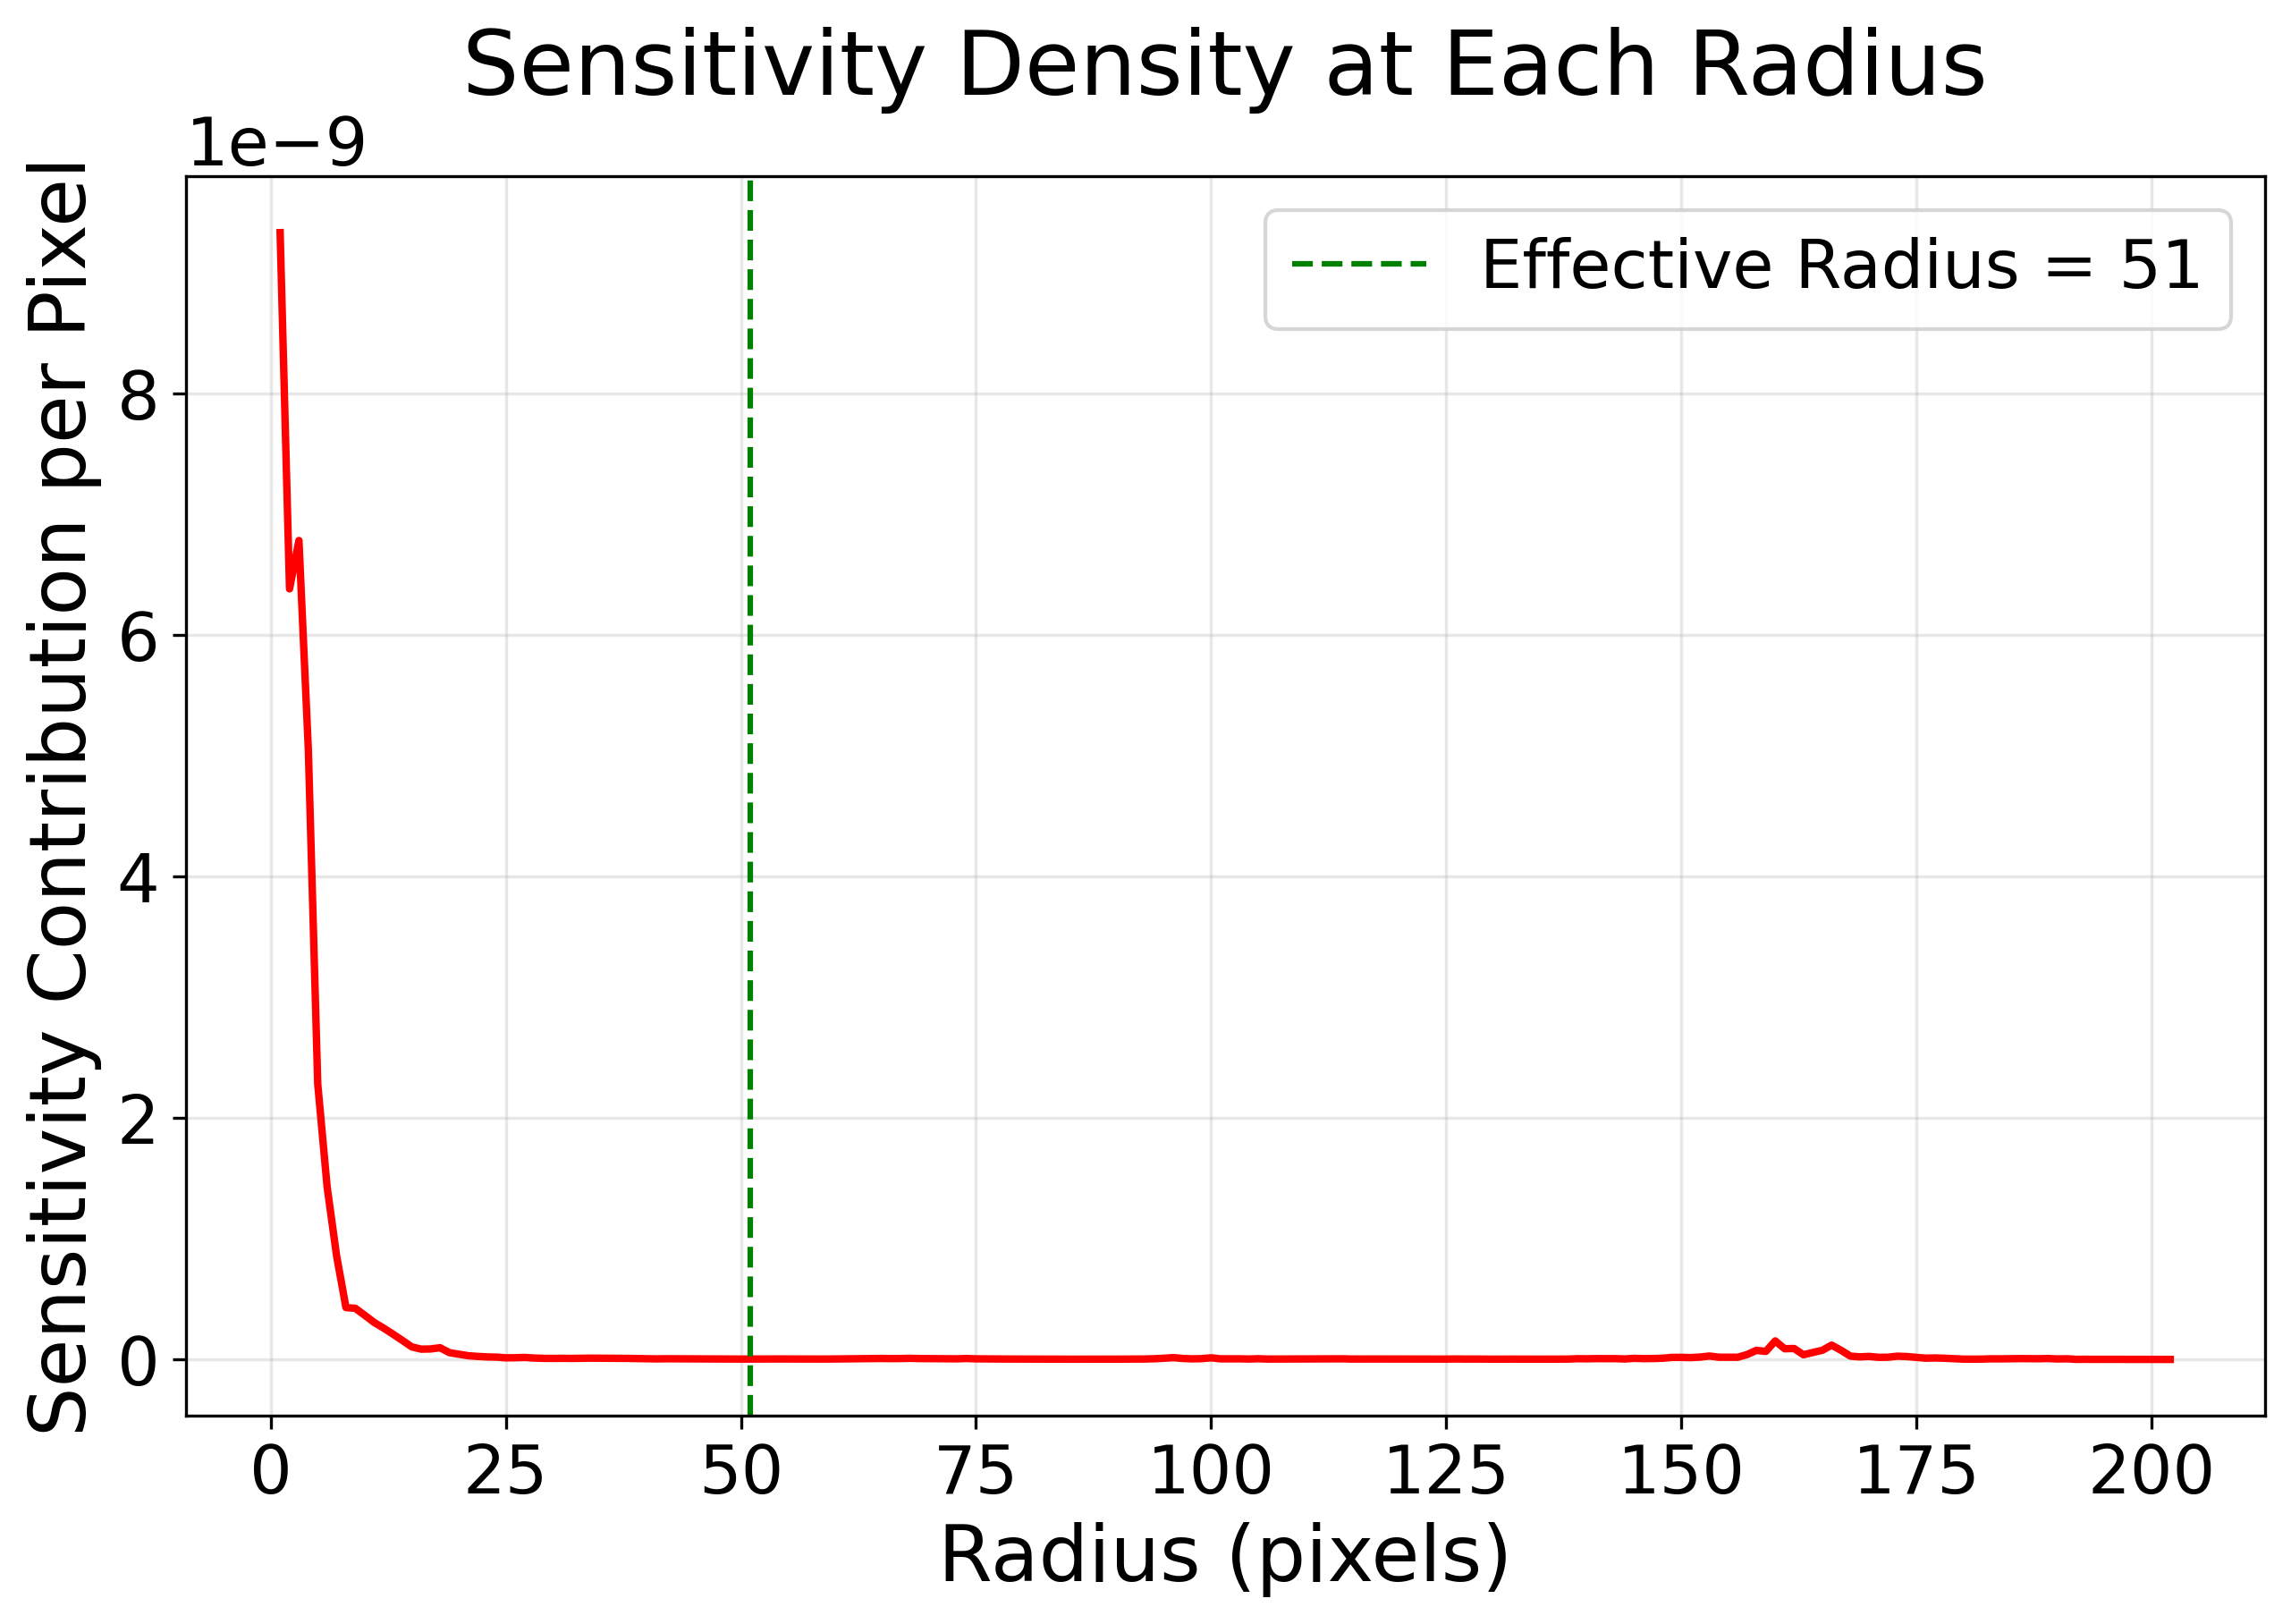 Sensitivity Density at Each Radius
1e−9
Sensitivity Contribution per Pixel
Effective Radius = 51
8
6
4
2
0
0 25 50 75 100 125 150 175 200
Radius (pixels)